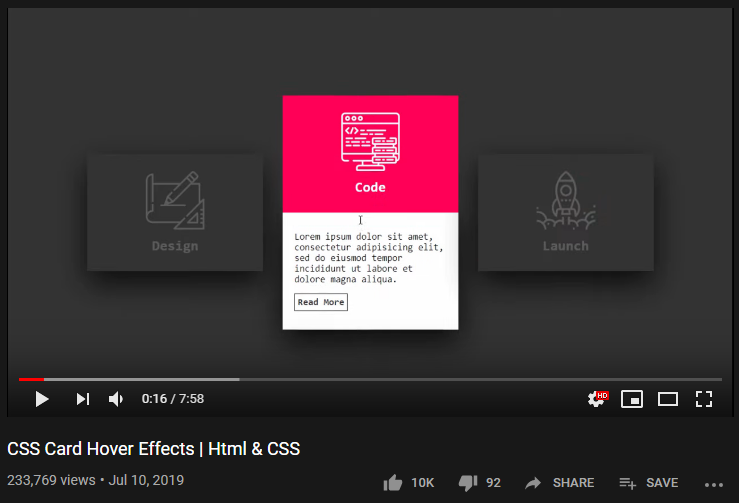 Code
Lorem ipsum dolor sit amet,
consectetur adipisicing elit,
sed do eiusmod tempor
incididunt ut labore et
dolore magna aliqua.
Read More
Design
Launch
0:16 / 7:58
HD
CSS Card Hover Effects | Html & CSS
233,769 views • Jul 10, 2019
10K
92
SHARE
SAVE